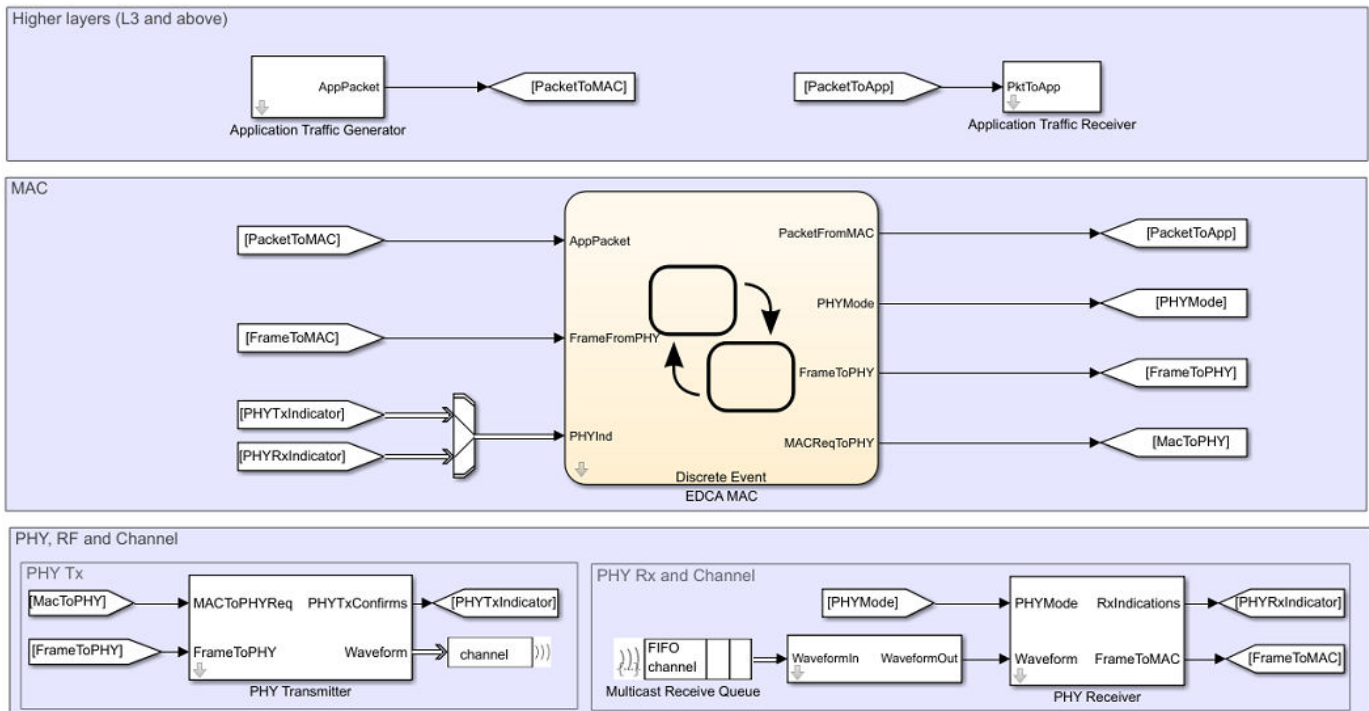 Higher layers (L3 and above)
AppPacket
[PacketToMAC]
[PacketToApp]
PktToApp
Application Traffic Generator
Application Traffic Receiver
MAC
[PacketToMAC]
AppPacket
PacketFromMAC
[PacketToApp]
PHYMode
[PHYMode]
[FrameToMAC]
FrameFromPHY
FrameToPHY
[FrameToPHY]
[PHYTxIndicator]
[PHYRxIndicator]
PHYInd
MACReqToPHY
[MacToPHY]
Discrete Event
EDCA MAC
PHY, RF and Channel
PHY Tx
[MacToPHY]
MACToPHYReq
PHYTxConfirms
[PHYTxIndicator]
[FrameToPHY]
FrameToPHY
Waveform
channel
PHY Transmitter
PHY Rx and Channel
[PHYMode]
PHYMode
RxIndications
[PHYRxIndicator]
FIFO
channel
WaveformIn
WaveformOut
Waveform
FrameToMAC
[FrameToMAC]
Multicast Receive Queue
PHY Receiver